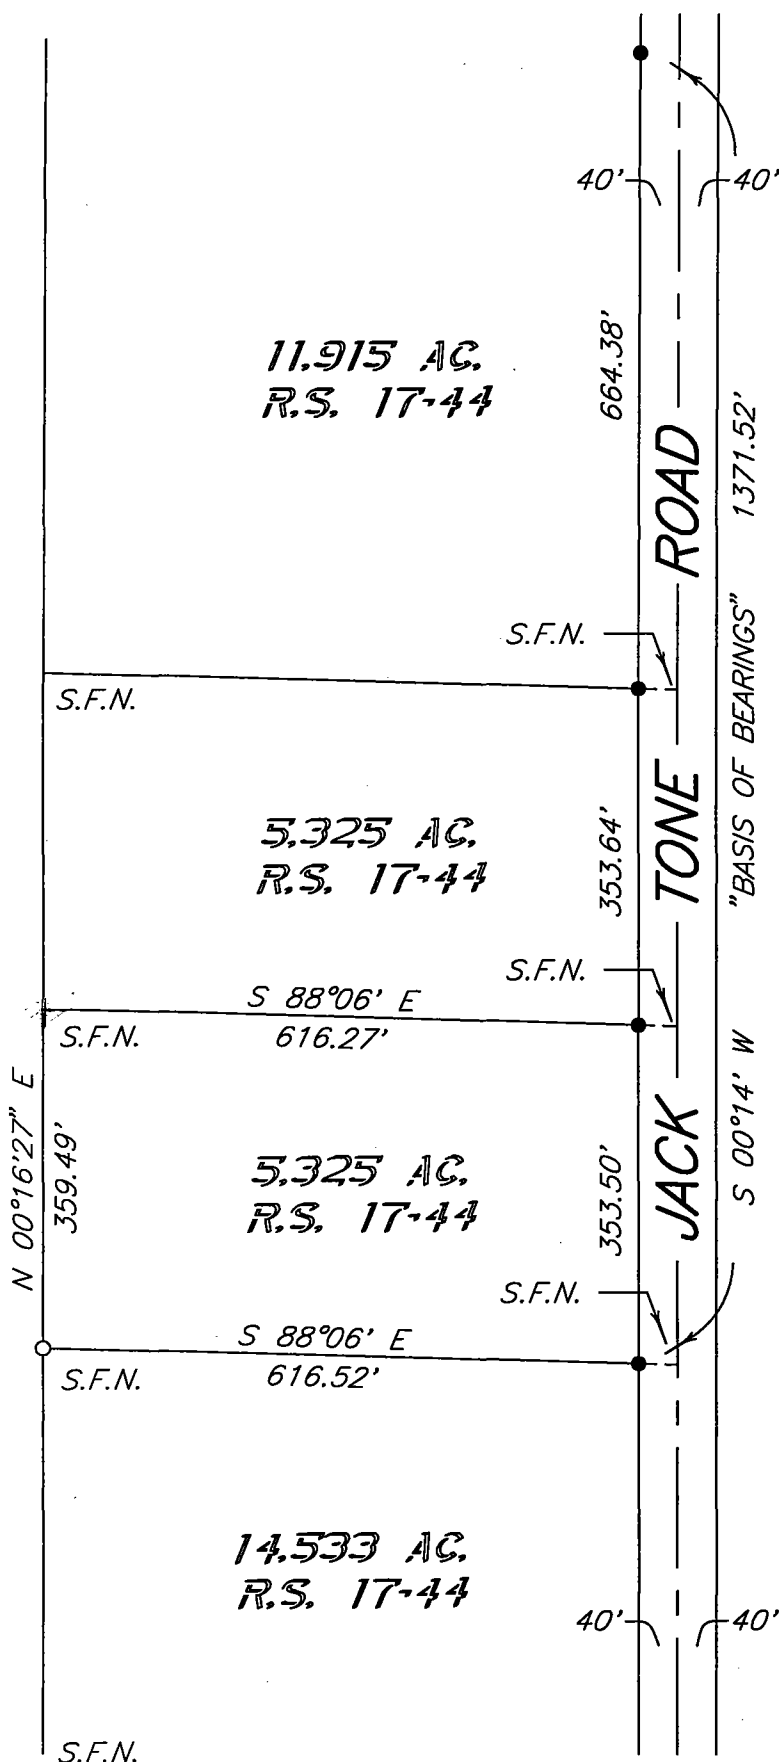 40'
40'
11.915 AC.
R.S. 17-44
664.38'
1371.52'
S.F.N.
S.F.N.
5.325 AC.
R.S. 17-44
353.64'
"BASIS OF BEARINGS"
S.F.N.
S 88°06' E
616.27'
S.F.N.
N 00°16'27" E
359.49'
5.325 AC.
R.S. 17-44
353.50'
JACK TONE ROAD
S 00°14' W
S.F.N.
S 88°06' E
616.52'
S.F.N.
14.533 AC.
R.S. 17-44
40'
40'
S.F.N.